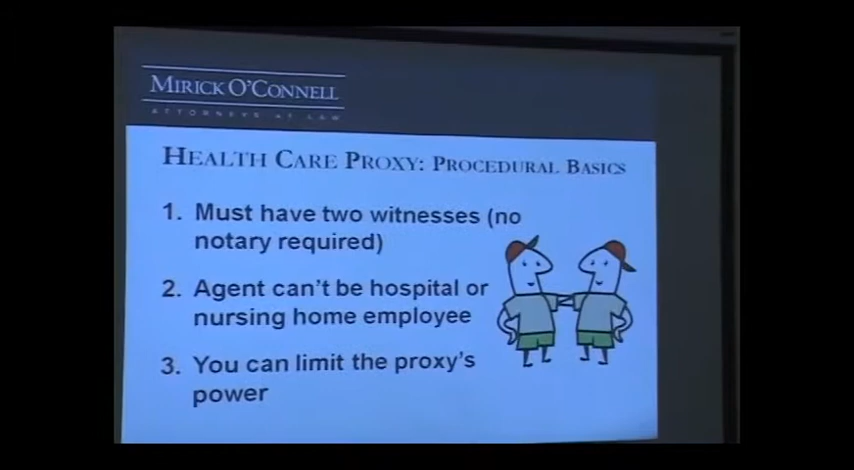 MIRICK O'CONNELL
ATTORNEYS AT LAW
HEALTH CARE PROXY: PROCEDURAL BASICS
1. Must have two witnesses (no
notary required)
2. Agent can't be hospital or
nursing home employee
3. You can limit the proxy's
power